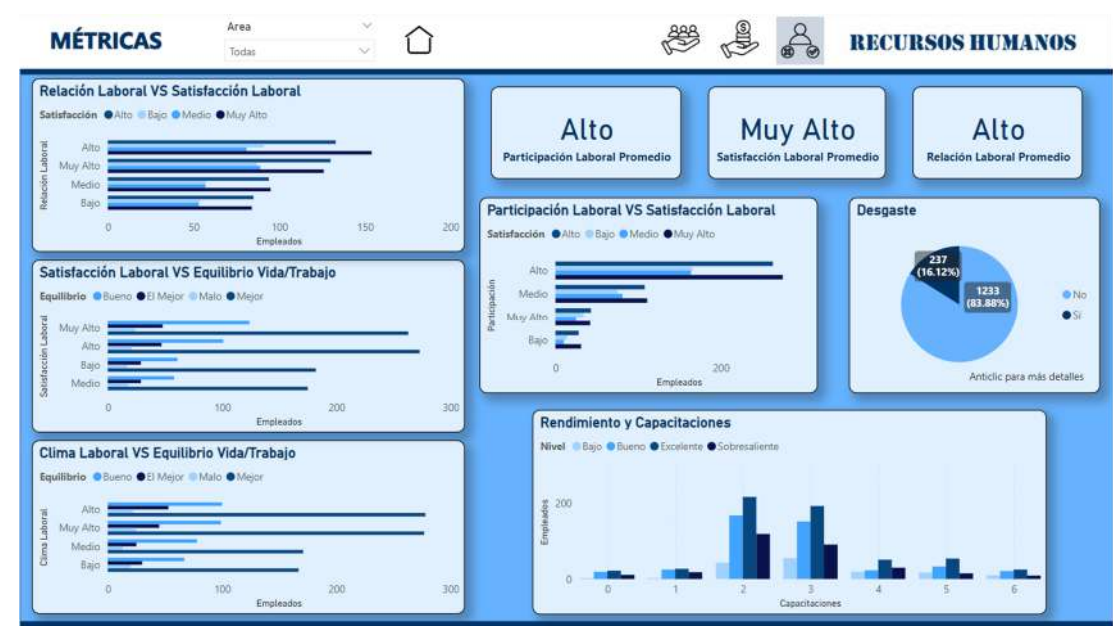 MÉTRICAS
Area
Todas
RECURSOS HUMANOS
Relación Laboral VS Satisfacción Laboral
Satisfacción Alto Bajo Medio Muy Alto
Relación Laboral
Alto
Muy Alto
Medio
Bajo
0 50 100 150 200
Empleados
Satisfacción Laboral VS Equilibrio Vida/Trabajo
Equilibrio Bueno El Mejor Malo Mejor
Satisfacción Laboral
Muy Alto
Alto
Bajo
Medio
0 100 200 300
Empleados
Clima Laboral VS Equilibrio Vida/Trabajo
Equilibrio Bueno El Mejor Malo Mejor
Clima Laboral
Alto
Muy Alto
Medio
Bajo
0 100 200 300
Empleados
Alto
Participación Laboral Promedio
Muy Alto
Satisfacción Laboral Promedio
Alto
Relación Laboral Promedio
Participación Laboral VS Satisfacción Laboral
Satisfacción Alto Bajo Medio Muy Alto
Participación
Alto
Medio
Muy Alto
Bajo
0 200
Empleados
Desgaste
237
(16.12%)
1233
(83.88%)
No
Sí
Anticlic para más detalles
Rendimiento y Capacitaciones
Nivel Bajo Bueno Excelente Sobresaliente
Empleados
200
0
0 1 2 3 4 5 6
Capacitaciones